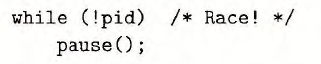 while (!pid)  /* Race! */
    pause();